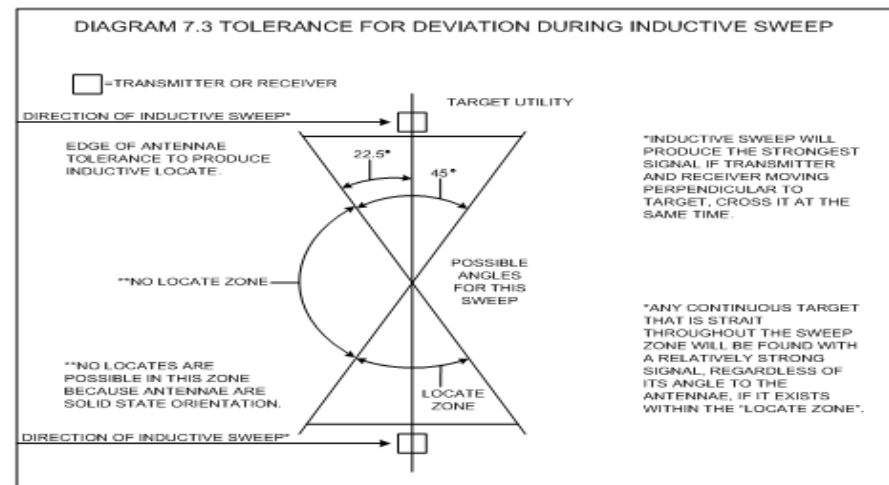 DIAGRAM 7.3 TOLERANCE FOR DEVIATION DURING INDUCTIVE SWEEP
=TRANSMITTER OR RECEIVER
TARGET UTILITY
DIRECTION OF INDUCTIVE SWEEP*
EDGE OF ANTENNAE
TOLERANCE TO PRODUCE
INDUCTIVE LOCATE.
22.5°
45°
*INDUCTIVE SWEEP WILL
PRODUCE THE STRONGEST
SIGNAL IF TRANSMITTER
AND RECEIVER MOVING
PERPENDICULAR TO
TARGET, CROSS IT AT THE
SAME TIME.
**NO LOCATE ZONE
POSSIBLE
ANGLES
FOR THIS
SWEEP
*ANY CONTINUOUS TARGET
THAT IS STRAIT
THROUGHOUT THE SWEEP
ZONE WILL BE FOUND WITH
A RELATIVELY STRONG
SIGNAL, REGARDLESS OF
ITS ANGLE TO THE
ANTENNAE, IF IT EXISTS
WITHIN THE "LOCATE ZONE".
**NO LOCATES ARE
POSSIBLE IN THIS ZONE
BECAUSE ANTENNAE ARE
SOLID STATE ORIENTATION.
LOCATE
ZONE
DIRECTION OF INDUCTIVE SWEEP*